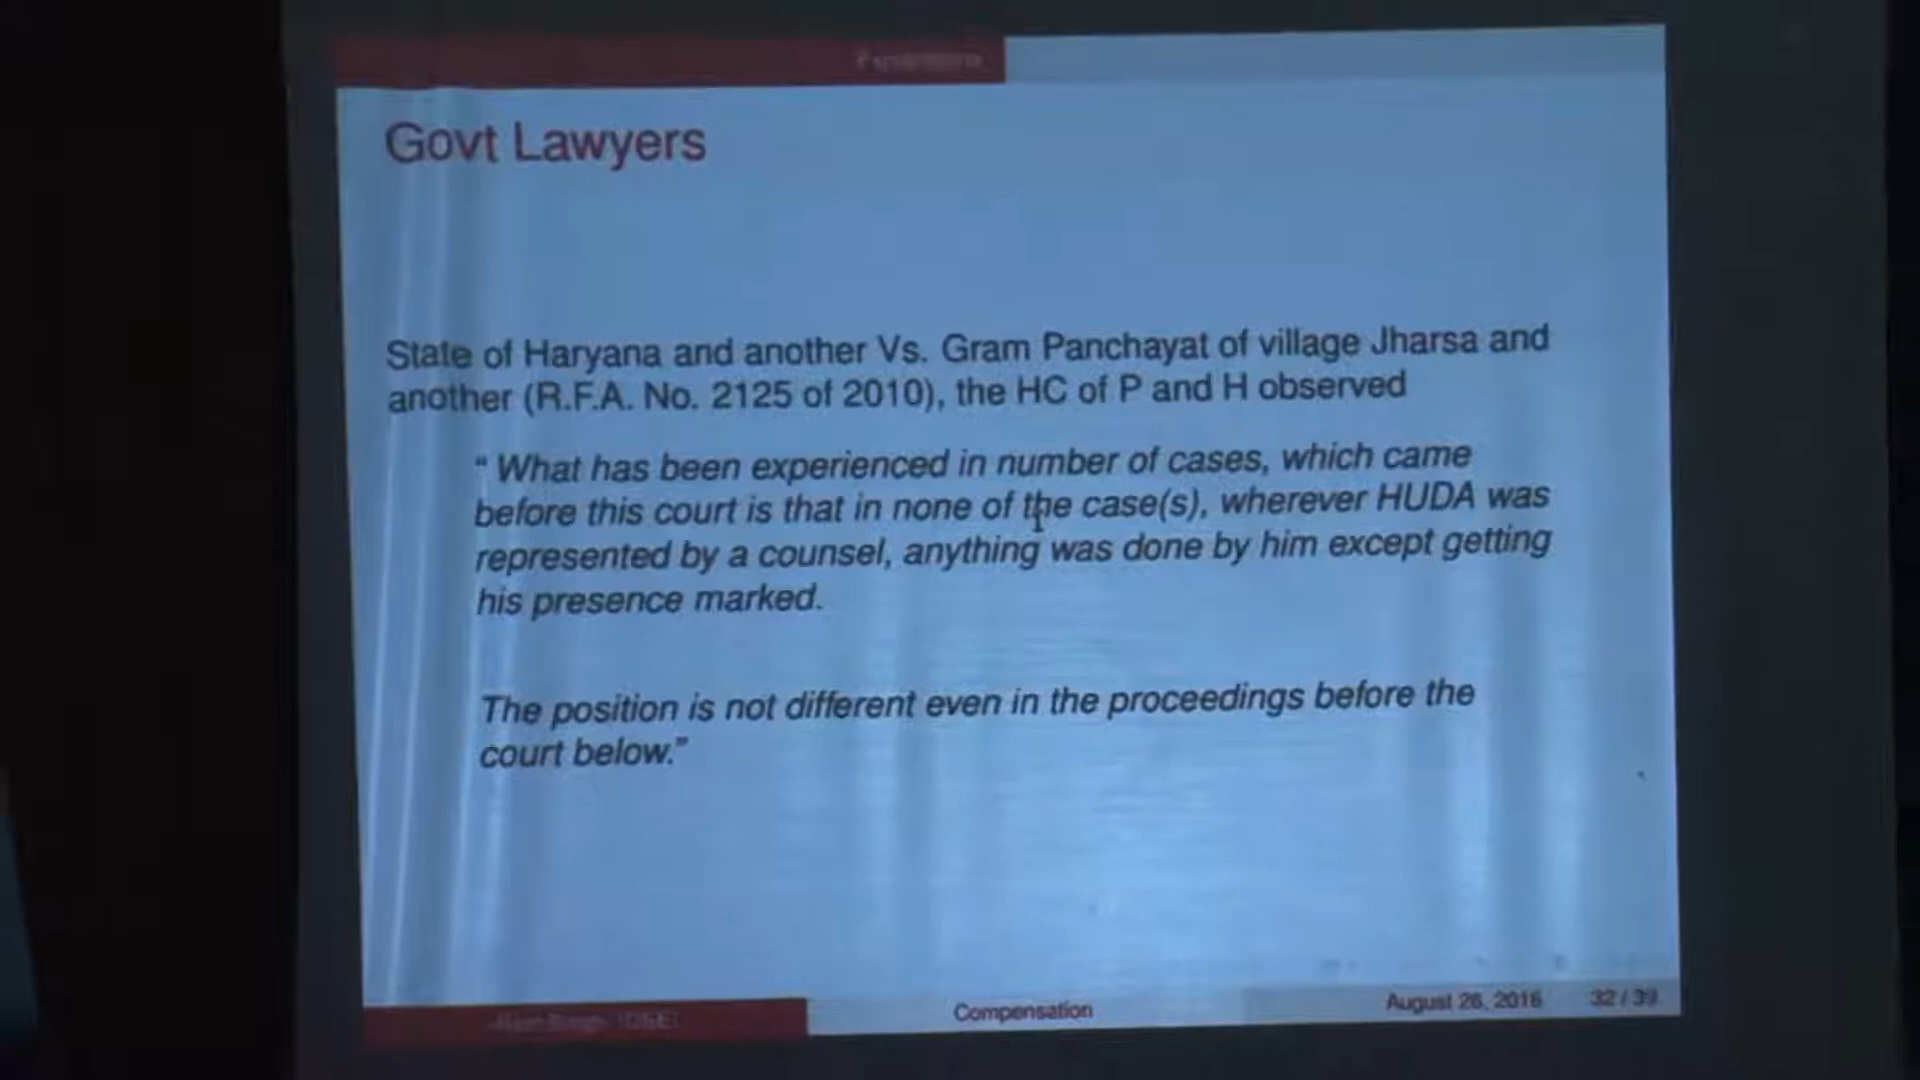 Govt Lawyers
State of Haryana and another Vs. Gram Panchayat of village Jharsa and
another (R.F.A. No. 2125 of 2010), the HC of P and H observed
“ What has been experienced in number of cases, which came
before this court is that in none of the case(s), wherever HUDA was
represented by a counsel, anything was done by him except getting
his presence marked.
The position is not different even in the proceedings before the
court below.”
Compensation August 26, 2016 32 / 39